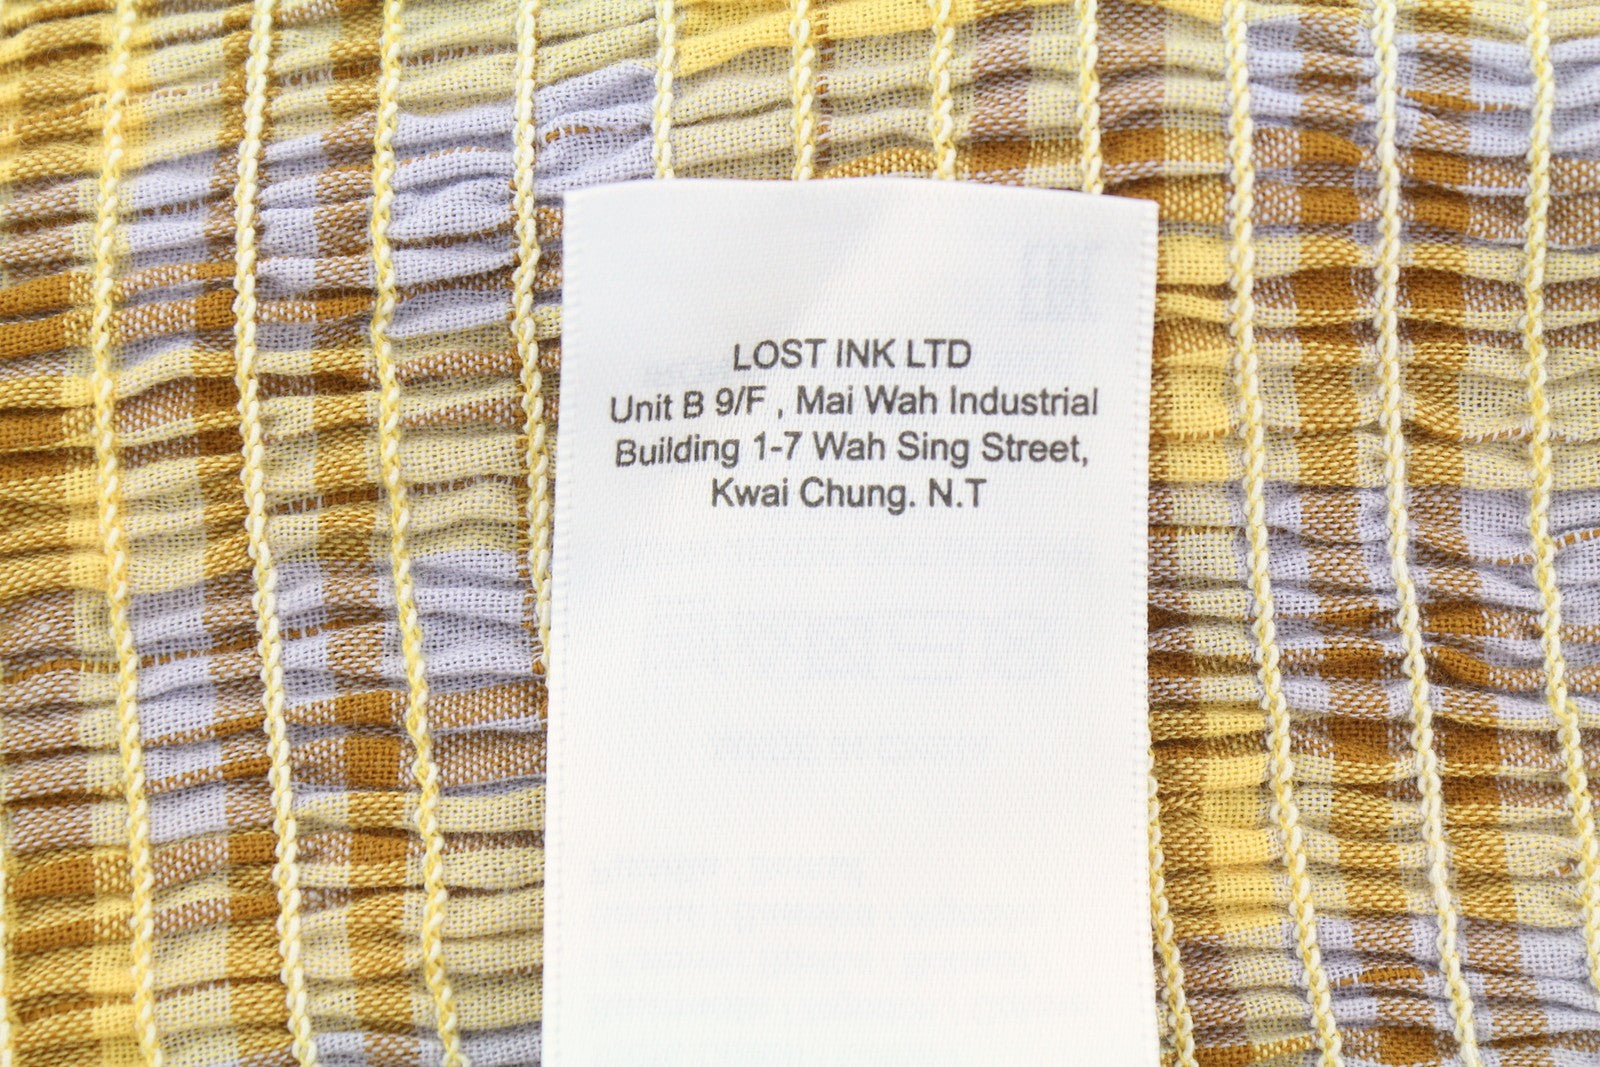 LOST INK LTD
Unit B 9/F , Mai Wah Industrial
Building 1-7 Wah Sing Street,
Kwai Chung. N.T